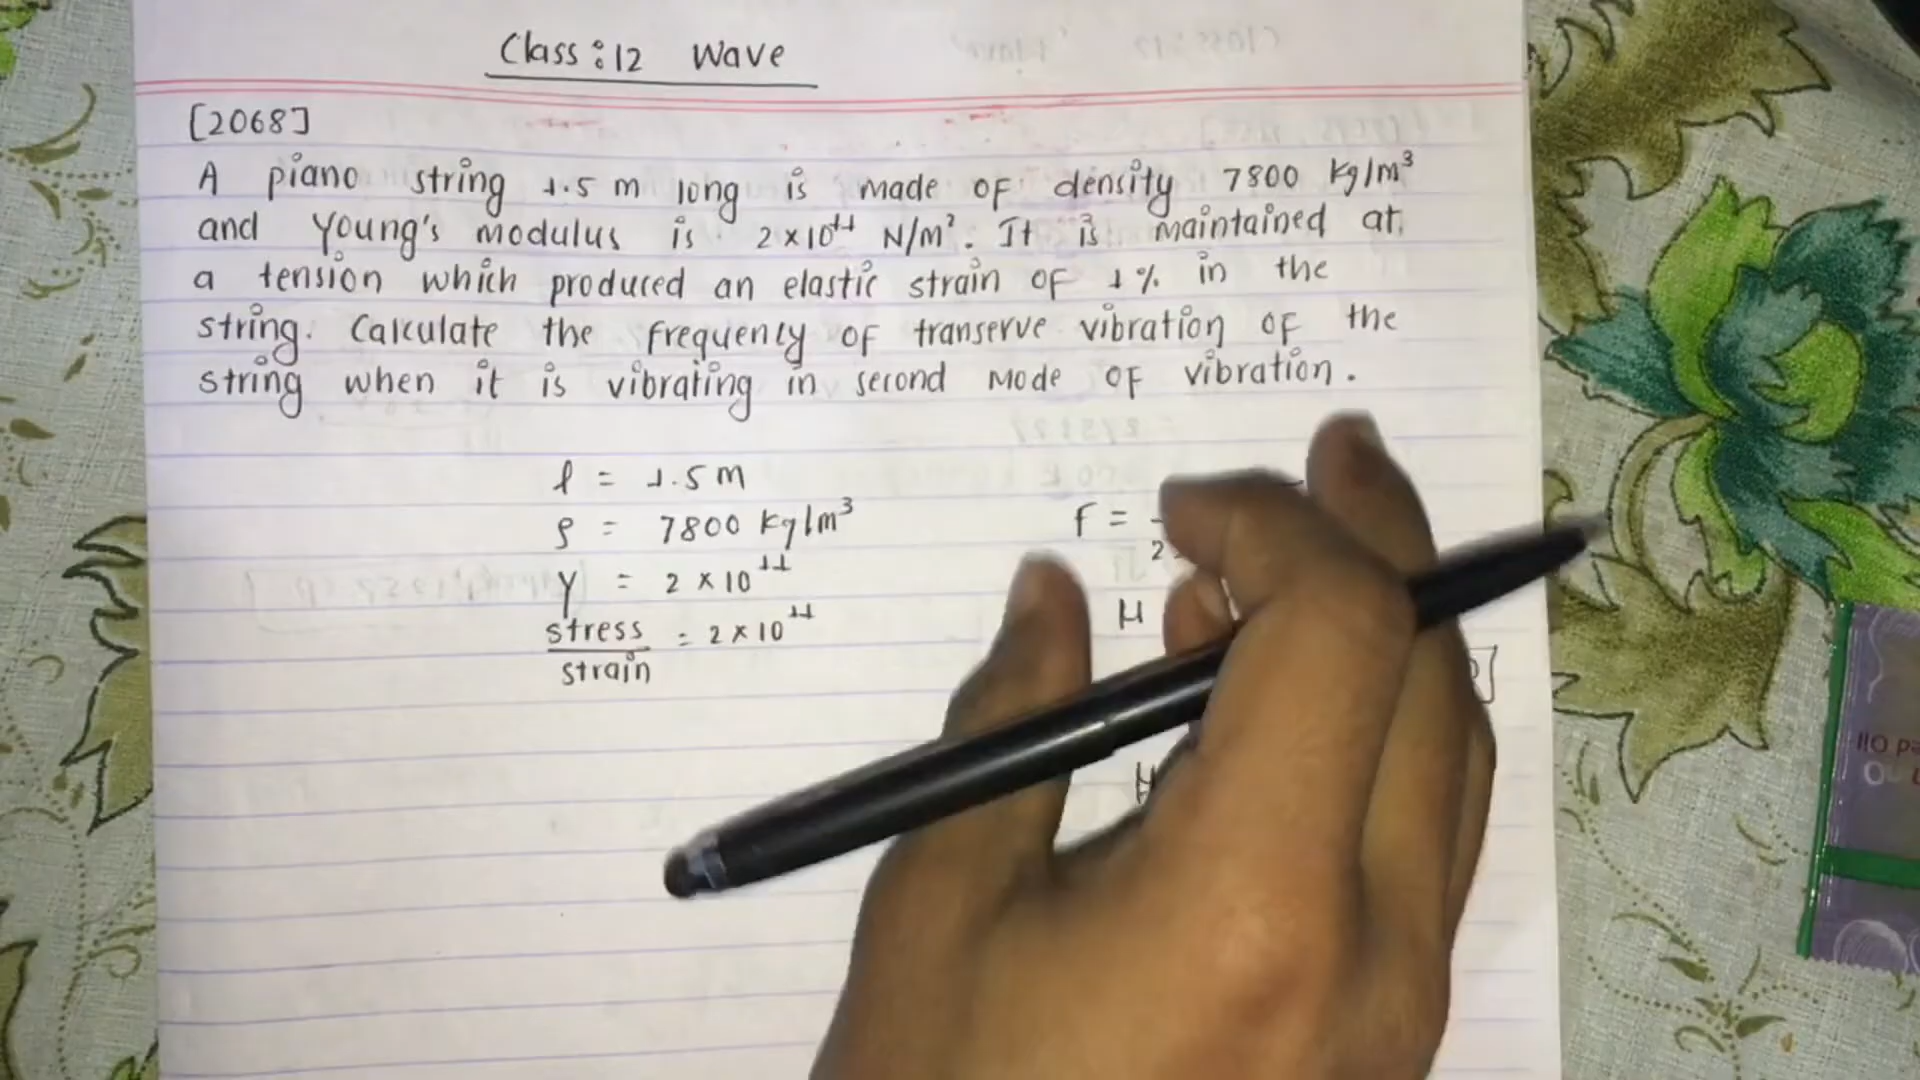 Class:12 Wave
[2068]
A piano string 1.5 m long is made of density 7800 kg/m³
and Young's modulus is 2×10¹¹ N/m². It is maintained at
a tension which produced an elastic strain of 1% in the
string. Calculate the frequency of transerve vibration of the
string when it is vibrating in second mode of vibration.
l = 1.5 m
ρ = 7800 kg/m³
f =
2
Y = 2 × 10¹¹
μ
stress
= 2 × 10¹¹
strain
μ